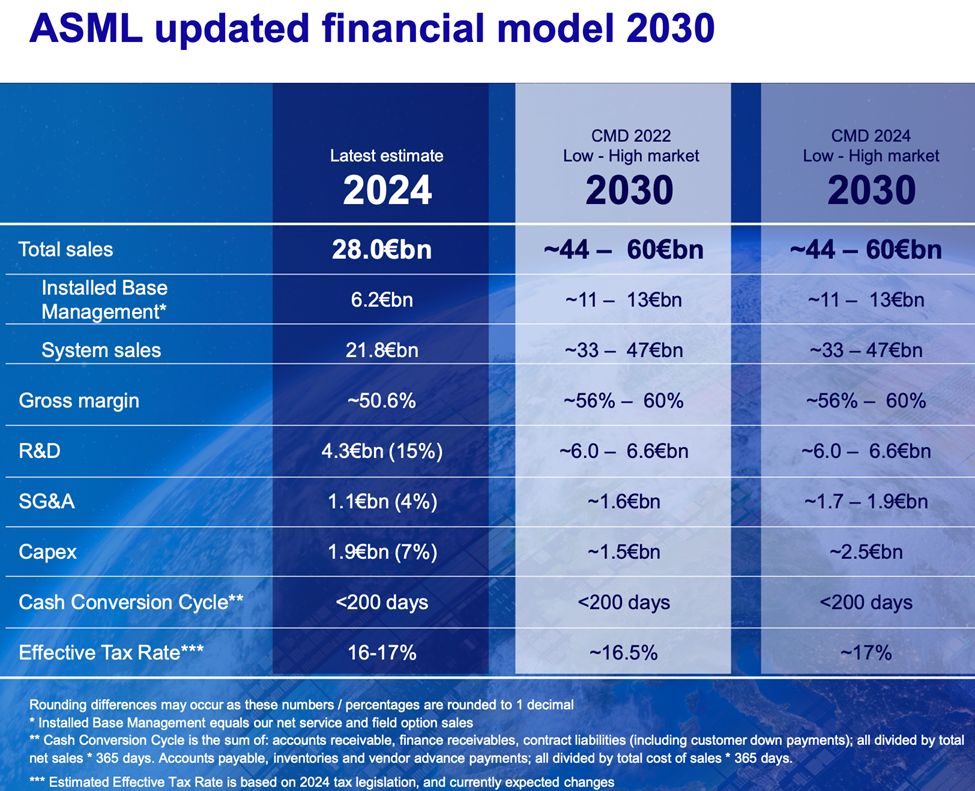 ASML updated financial model 2030
Latest estimate
2024
CMD 2022
Low - High market
2030
CMD 2024
Low - High market
2030
Total sales 28.0€bn ~44 – 60€bn ~44 – 60€bn
Installed Base
Management* 6.2€bn ~11 – 13€bn ~11 – 13€bn
System sales 21.8€bn ~33 – 47€bn ~33 – 47€bn
Gross margin ~50.6% ~56% – 60% ~56% – 60%
R&D 4.3€bn (15%) ~6.0 – 6.6€bn ~6.0 – 6.6€bn
SG&A 1.1€bn (4%) ~1.6€bn ~1.7 – 1.9€bn
Capex 1.9€bn (7%) ~1.5€bn ~2.5€bn
Cash Conversion Cycle** <200 days <200 days <200 days
Effective Tax Rate*** 16-17% ~16.5% ~17%
Rounding differences may occur as these numbers / percentages are rounded to 1 decimal
* Installed Base Management equals our net service and field option sales
** Cash Conversion Cycle is the sum of: accounts receivable, finance receivables, contract liabilities (including customer down payments); all divided by total
net sales * 365 days. Accounts payable, inventories and vendor advance payments; all divided by total cost of sales * 365 days.
*** Estimated Effective Tax Rate is based on 2024 tax legislation, and currently expected changes